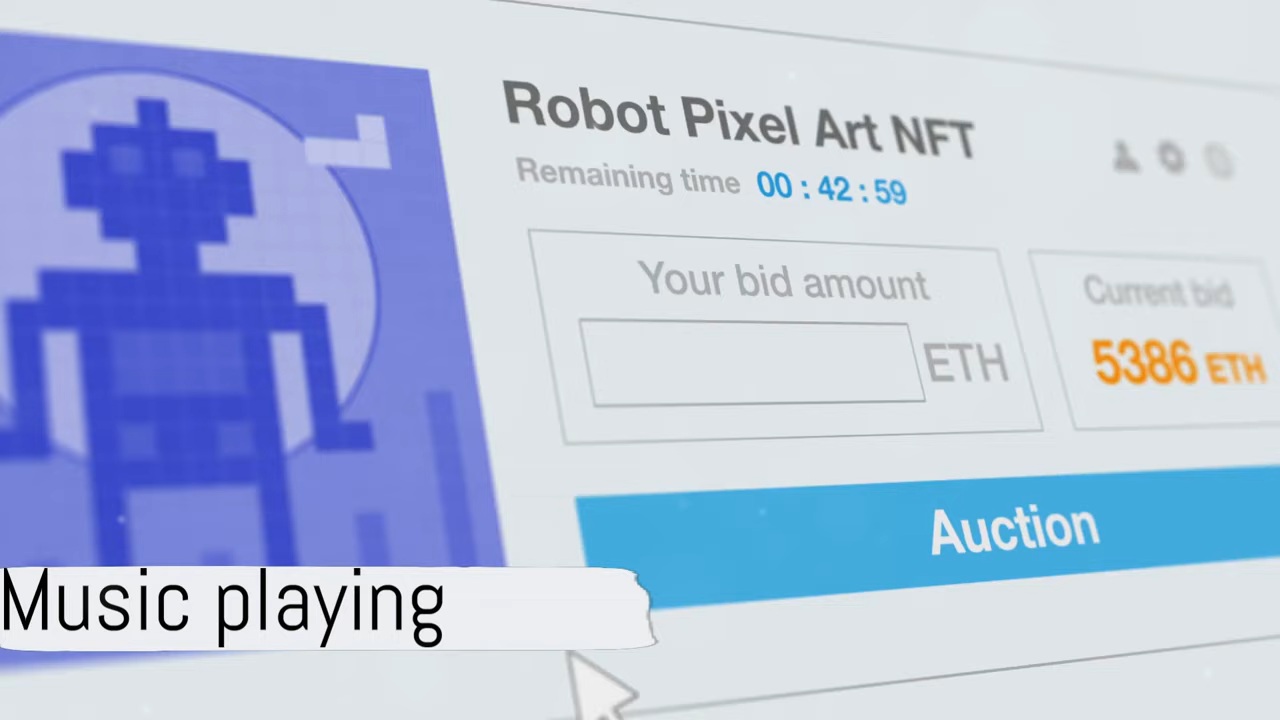 Robot Pixel Art NFT
Remaining time 00 : 42 : 59
Your bid amount
ETH
Current bid
5386 ETH
Auction
Music playing